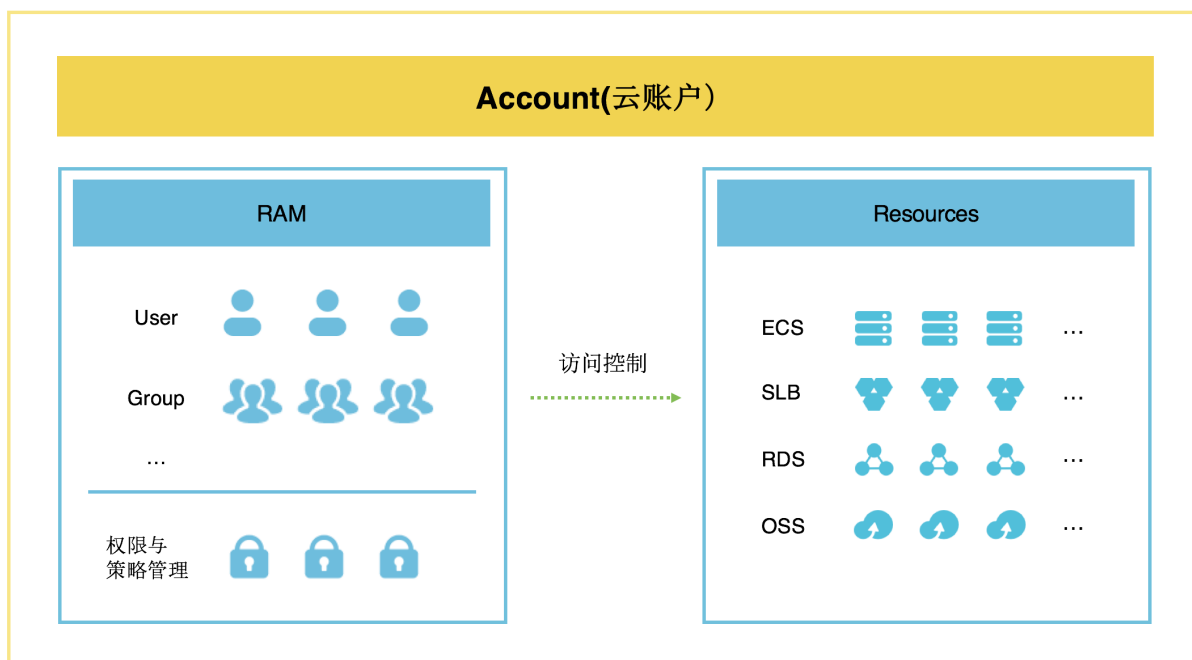 Account(云账户）
RAM
User
Group
...
权限与
策略管理
访问控制
Resources
ECS
...
SLB
...
RDS
...
OSS
...